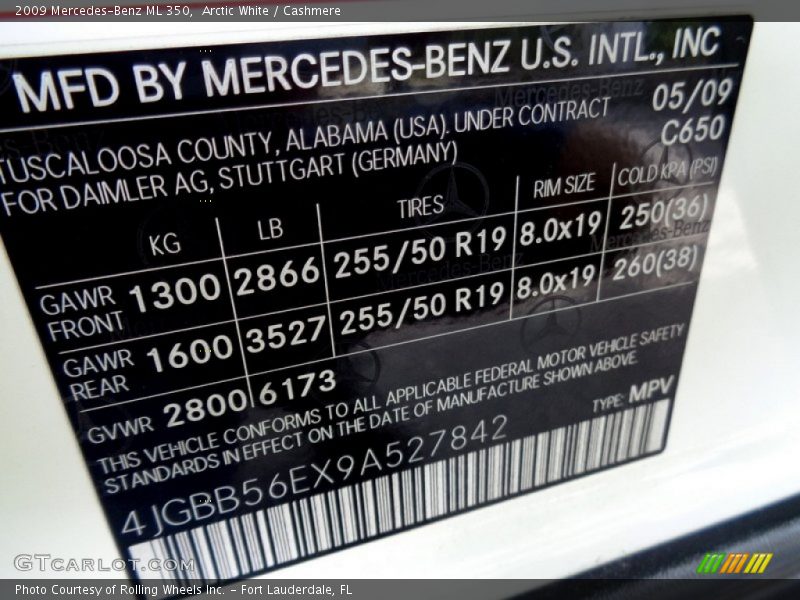 2009 Mercedes-Benz ML 350, Arctic White / Cashmere
MFD BY MERCEDES-BENZ U.S. INTL., INC
TUSCALOOSA COUNTY, ALABAMA (USA). UNDER CONTRACT 05/09
FOR DAIMLER AG, STUTTGART (GERMANY) C650
KG LB TIRES RIM SIZE COLD KPA (PSI)
GAWR FRONT 1300 2866 255/50 R19 8.0x19 250(36)
GAWR REAR 1600 3527 255/50 R19 8.0x19 260(38)
GVWR 2800 6173
THIS VEHICLE CONFORMS TO ALL APPLICABLE FEDERAL MOTOR VEHICLE SAFETY
STANDARDS IN EFFECT ON THE DATE OF MANUFACTURE SHOWN ABOVE.
TYPE: MPV
4JGBB56EX9A527842
GTcarlot.com
Photo Courtesy of Rolling Wheels Inc. - Fort Lauderdale, FL